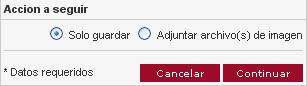 Accion a seguir
Solo guardar Adjuntar archivo(s) de imagen
* Datos requeridos Cancelar Continuar